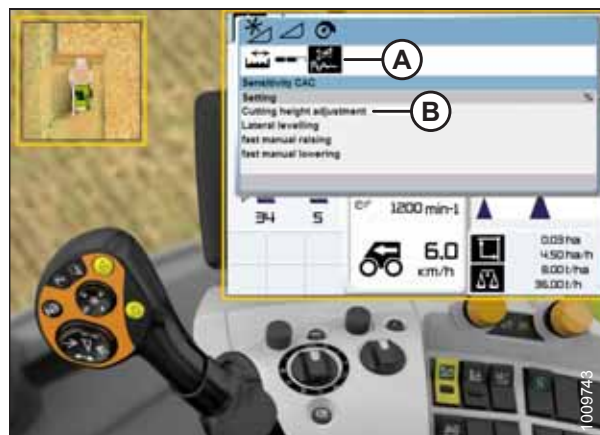 A
Sensitivity CAC
Setting %
Cutting height adjustment
B
Lateral levelling
fast manual raising
fast manual lowering
34 5
1200 min-1
6.0
km/h
0.03 ha
4.50 ha/h
8.00 t/ha
36.00 t/h
1009743